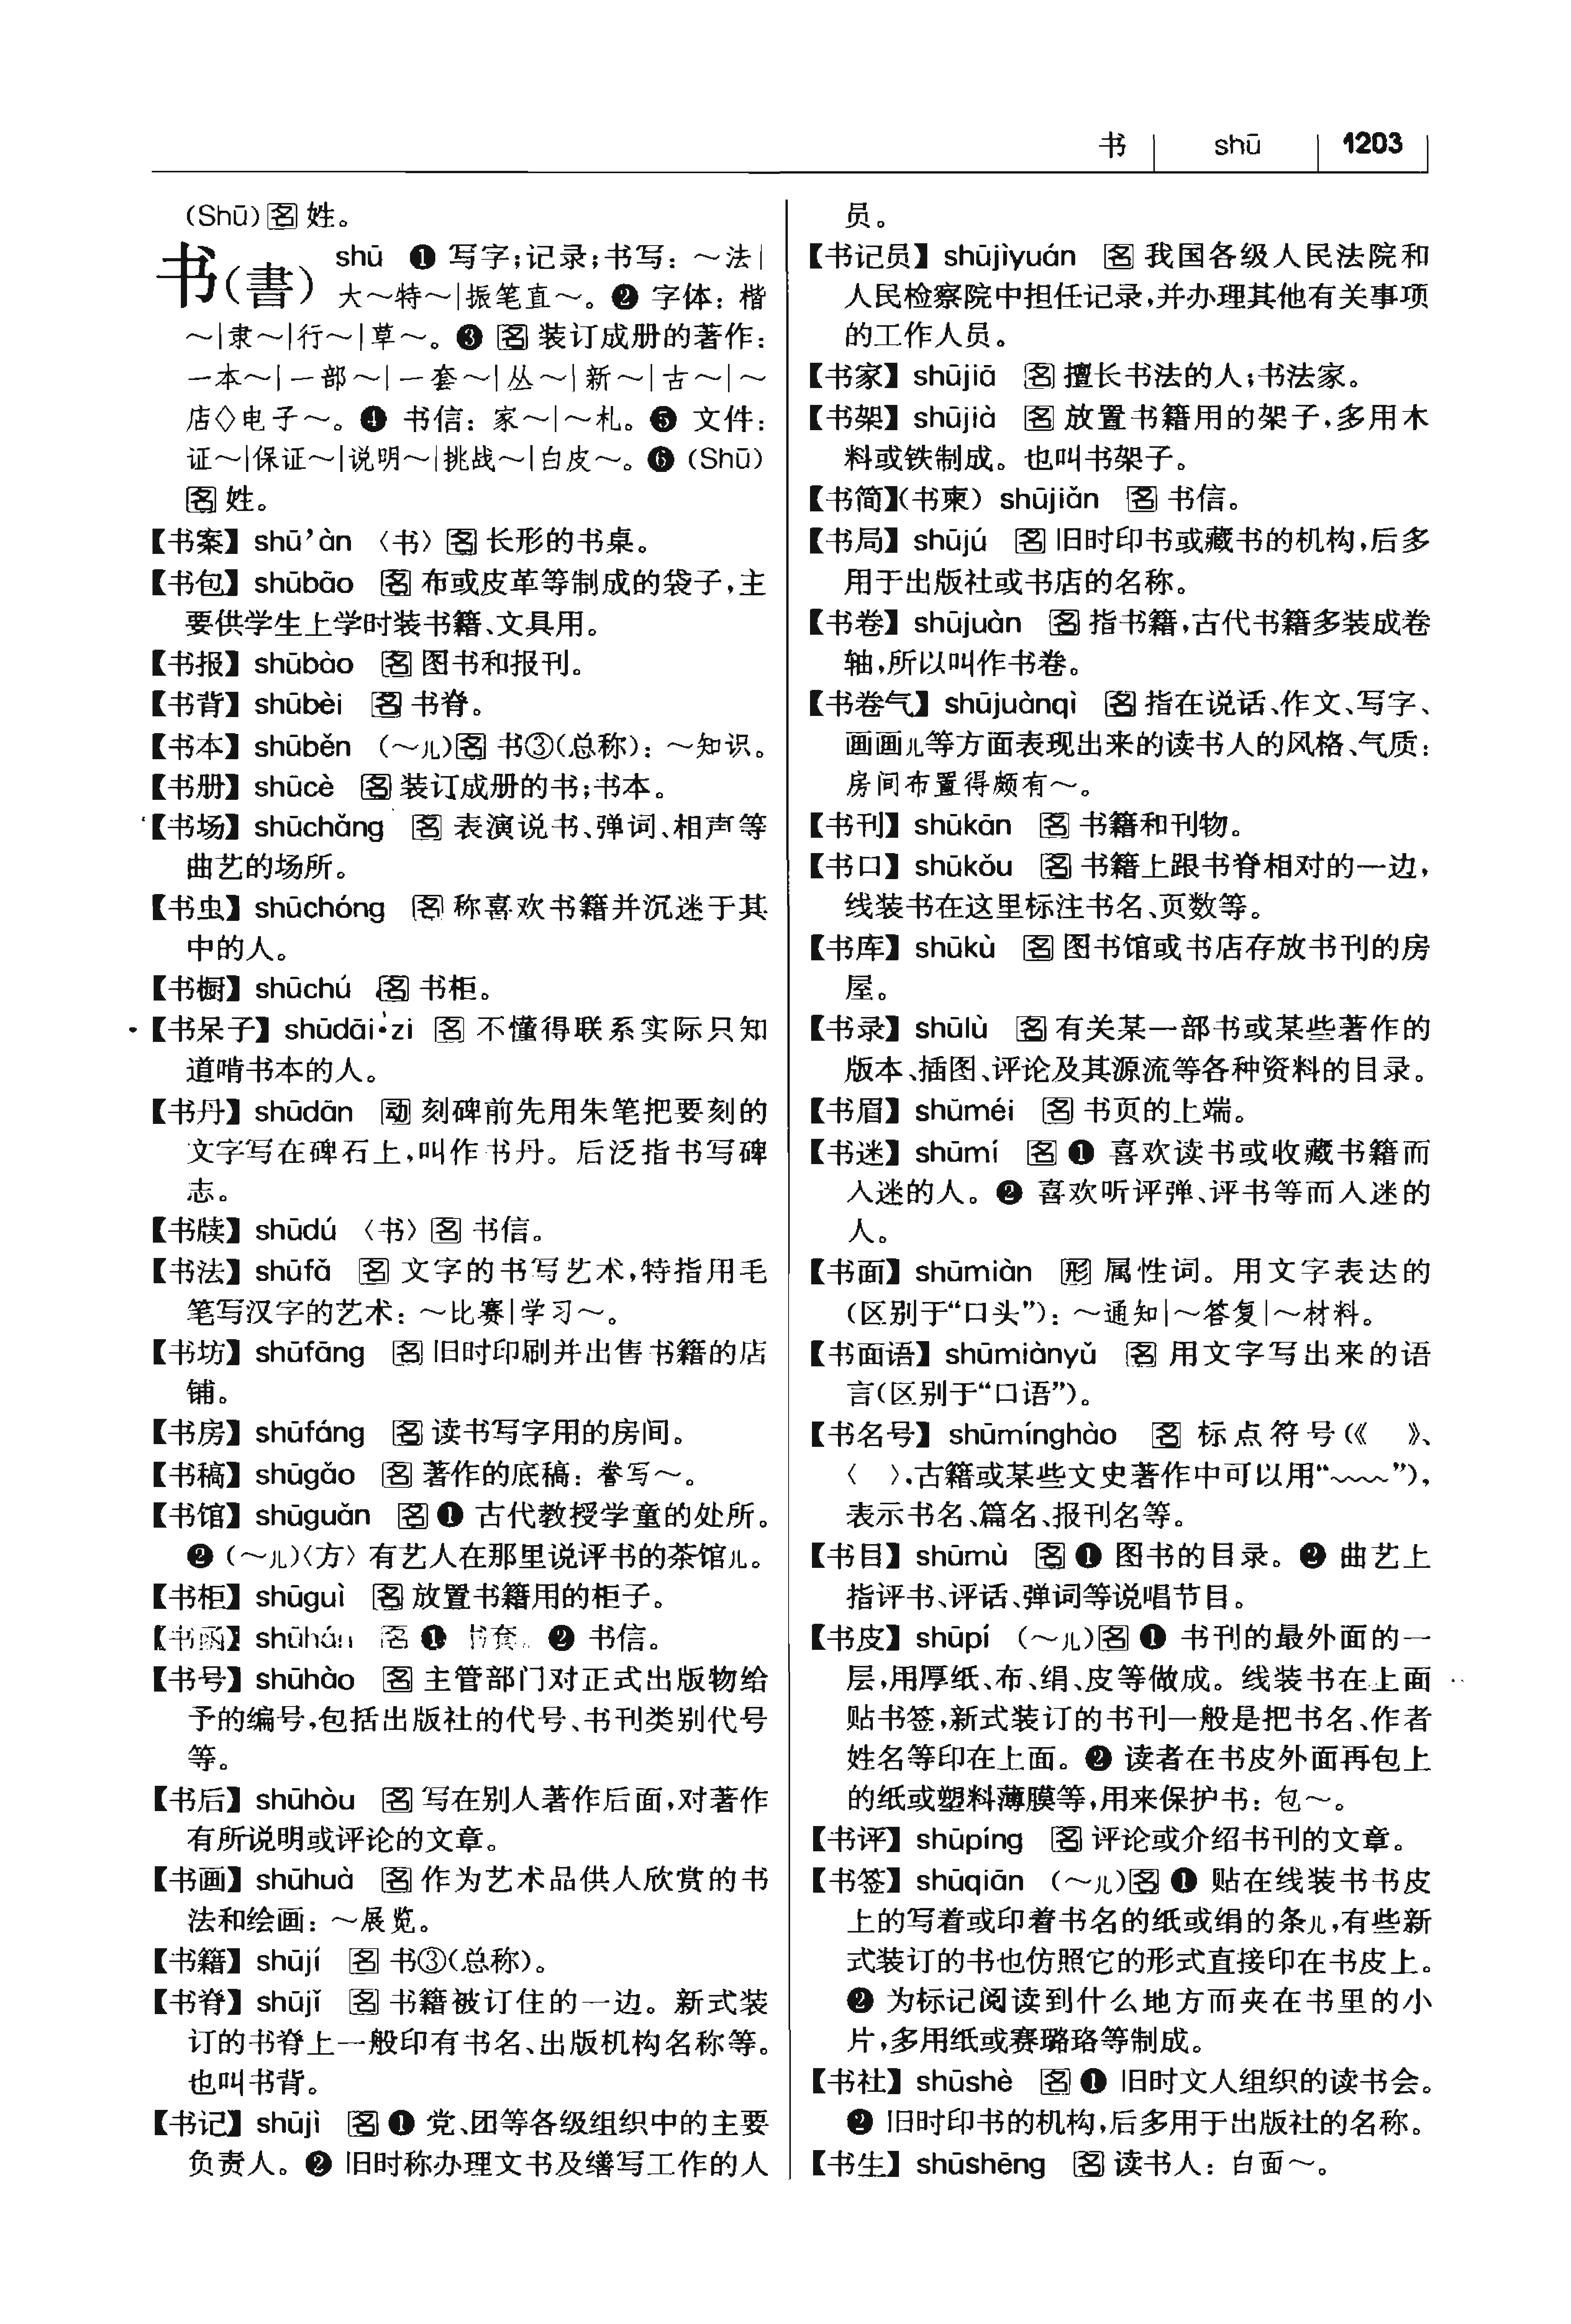 书 shū 1203
(Shū)名 姓。
书(書) shū ❶ 写字;记录;书写:～法|
大～特～|振笔直～。❷ 字体:楷
～|隶～|行～|草～。❸ 名 装订成册的著作:
一本～|一部～|一套～|丛～|新～|古～|～
店◇电子～。❹ 书信:家～|～札。❺ 文件:
证～|保证～|说明～|挑战～|白皮～。❻ (Shū)
名 姓。
【书案】shū’àn 〈书〉名 长形的书桌。
【书包】shūbāo 名 布或皮革等制成的袋子,主
要供学生上学时装书籍、文具用。
【书报】shūbào 名 图书和报刊。
【书背】shūbèi 名 书脊。
【书本】shūběn (～儿)名 书③(总称):～知识。
【书册】shūcè 名 装订成册的书;书本。
【书场】shūchǎng 名 表演说书、弹词、相声等
曲艺的场所。
【书虫】shūchóng 名 称喜欢书籍并沉迷于其
中的人。
【书橱】shūchú 名 书柜。
【书呆子】shūdāi·zi 名 不懂得联系实际只知
道啃书本的人。
【书丹】shūdān 动 刻碑前先用朱笔把要刻的
文字写在碑石上,叫作书丹。后泛指书写碑
志。
【书牍】shūdú 〈书〉名 书信。
【书法】shūfǎ 名 文字的书写艺术,特指用毛
笔写汉字的艺术:～比赛|学习～。
【书坊】shūfāng 名 旧时印刷并出售书籍的店
铺。
【书房】shūfáng 名 读书写字用的房间。
【书稿】shūgǎo 名 著作的底稿:誊写～。
【书馆】shūguǎn 名 ❶ 古代教授学童的处所。
❷ (～儿)〈方〉有艺人在那里说评书的茶馆儿。
【书柜】shūguì 名 放置书籍用的柜子。
【书函】shūhán 名 ❶ 书套。❷ 书信。
【书号】shūhào 名 主管部门对正式出版物给
予的编号,包括出版社的代号、书刊类别代号
等。
【书后】shūhòu 名 写在别人著作后面,对著作
有所说明或评论的文章。
【书画】shūhuà 名 作为艺术品供人欣赏的书
法和绘画:～展览。
【书籍】shūjí 名 书③(总称)。
【书脊】shūjǐ 名 书籍被订住的一边。新式装
订的书脊上一般印有书名、出版机构名称等。
也叫书背。
【书记】shūjì 名 ❶ 党、团等各级组织中的主要
负责人。❷ 旧时称办理文书及缮写工作的人
员。
【书记员】shūjìyuán 名 我国各级人民法院和
人民检察院中担任记录,并办理其他有关事项
的工作人员。
【书家】shūjiā 名 擅长书法的人;书法家。
【书架】shūjià 名 放置书籍用的架子,多用木
料或铁制成。也叫书架子。
【书简】(书柬) shūjiǎn 名 书信。
【书局】shūjú 名 旧时印书或藏书的机构,后多
用于出版社或书店的名称。
【书卷】shūjuàn 名 指书籍,古代书籍多装成卷
轴,所以叫作书卷。
【书卷气】shūjuànqì 名 指在说话、作文、写字、
画画儿等方面表现出来的读书人的风格、气质:
房间布置得颇有～。
【书刊】shūkān 名 书籍和刊物。
【书口】shūkǒu 名 书籍上跟书脊相对的一边,
线装书在这里标注书名、页数等。
【书库】shūkù 名 图书馆或书店存放书刊的房
屋。
【书录】shūlù 名 有关某一部书或某些著作的
版本、插图、评论及其源流等各种资料的目录。
【书眉】shūméi 名 书页的上端。
【书迷】shūmí 名 ❶ 喜欢读书或收藏书籍而
入迷的人。❷ 喜欢听评弹、评书等而入迷的
人。
【书面】shūmiàn 形 属性词。用文字表达的
(区别于“口头”):～通知|～答复|～材料。
【书面语】shūmiànyǔ 名 用文字写出来的语
言(区别于“口语”)。
【书名号】shūmínghào 名 标点符号(《 》、
〈 〉,古籍或某些文史著作中可以用“﹏﹏”),
表示书名、篇名、报刊名等。
【书目】shūmù 名 ❶ 图书的目录。❷ 曲艺上
指评书、评话、弹词等说唱节目。
【书皮】shūpí (～儿)名 ❶ 书刊的最外面的一
层,用厚纸、布、绢、皮等做成。线装书在上面
贴书签,新式装订的书刊一般是把书名、作者
姓名等印在上面。❷ 读者在书皮外面再包上
的纸或塑料薄膜等,用来保护书:包～。
【书评】shūpíng 名 评论或介绍书刊的文章。
【书签】shūqiān (～儿)名 ❶ 贴在线装书书皮
上的写着或印着书名的纸或绢的条儿,有些新
式装订的书也仿照它的形式直接印在书皮上。
❷ 为标记阅读到什么地方而夹在书里的小
片,多用纸或赛璐珞等制成。
【书社】shūshè 名 ❶ 旧时文人组织的读书会。
❷ 旧时印书的机构,后多用于出版社的名称。
【书生】shūshēng 名 读书人:白面～。